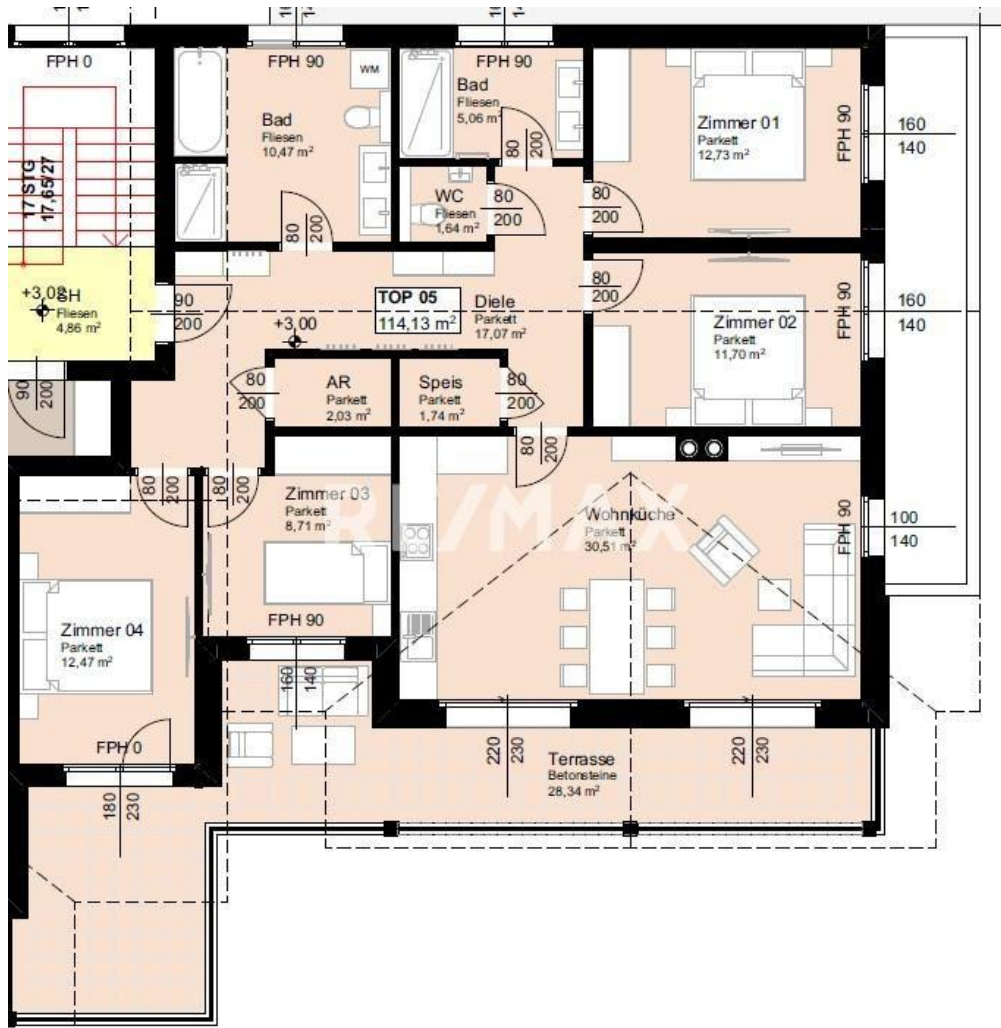 FPH 0
FPH 90
FPH 90
WM
Bad
Fliesen
10,47 m²
Bad
Fliesen
5,06 m²
80
200
Zimmer 01
Parkett
12,73 m²
FPH 90
160
140
17 STG
17,65/27
WC
Fliesen
1,64 m²
80
200
80
200
80
200
+3,02
SH
Fliesen
4,86 m²
90
200
+3,00
TOP 05
114,13 m²
Diele
Parkett
17,07 m²
80
200
Zimmer 02
Parkett
11,70 m²
FPH 90
160
140
90
200
80
200
AR
Parkett
2,03 m²
Speis
Parkett
1,74 m²
80
200
80
200
80
200
80
200
Zimmer 03
Parkett
8,71 m²
FPH 90
RE/MAX
Wohnküche
Parkett
30,51 m²
FPH 90
100
140
Zimmer 04
Parkett
12,47 m²
FPH 0
160
140
180
230
220
230
220
230
Terrasse
Betonsteine
28,34 m²